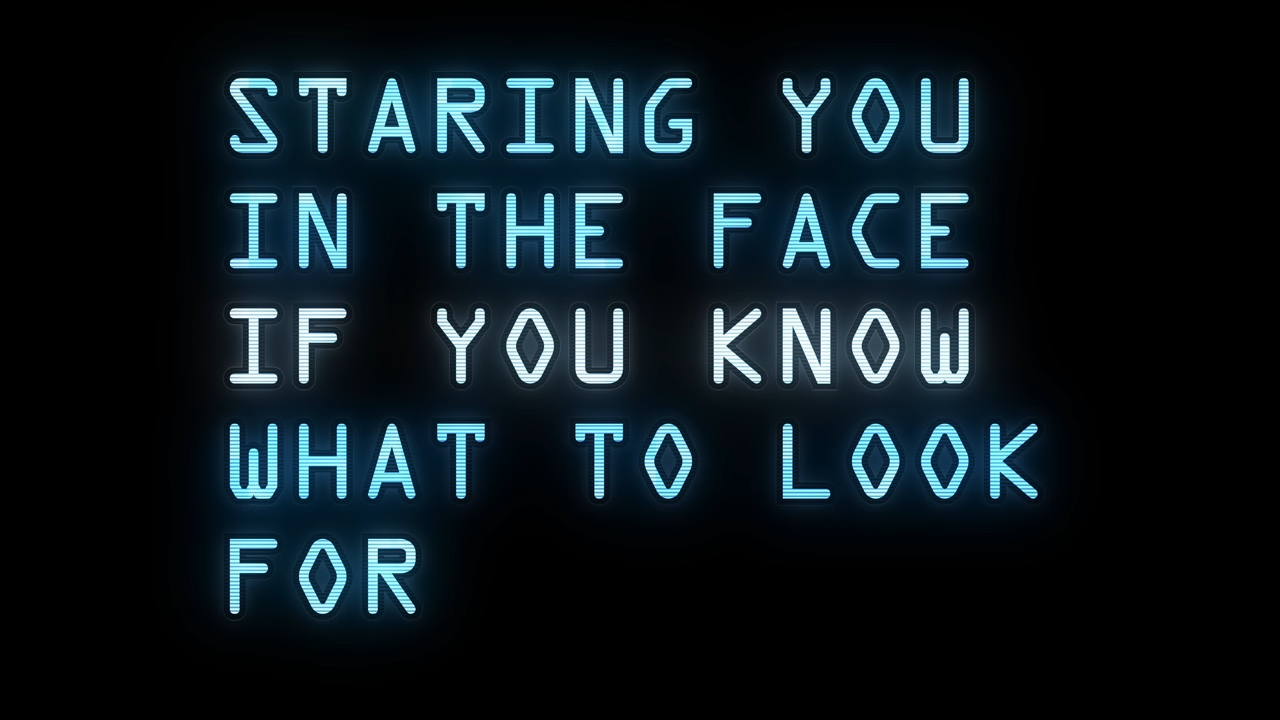 STARING YOU
IN THE FACE
IF YOU KNOW
WHAT TO LOOK
FOR